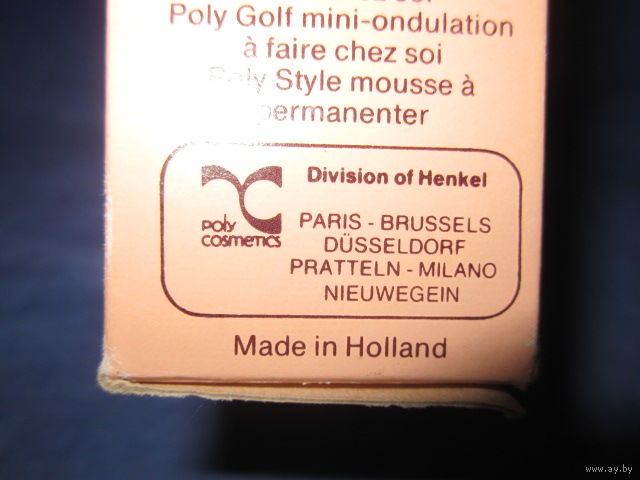 Poly Golf mini-ondulation
à faire chez soi
Poly Style mousse à
permanenter
Division of Henkel
poly
cosmetics
PARIS - BRUSSELS
DÜSSELDORF
PRATTELN - MILANO
NIEUWEGEIN
Made in Holland
www.ay.by